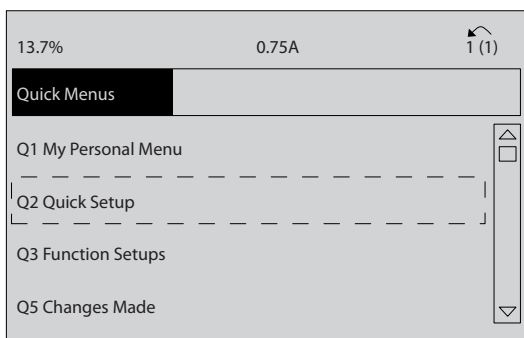 13.7% 0.75A 1 (1)
Quick Menus
Q1 My Personal Menu
Q2 Quick Setup
Q3 Function Setups
Q5 Changes Made